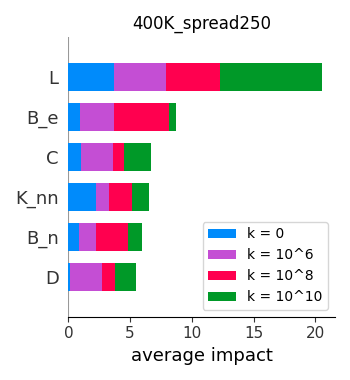 400K_spread250
L
B_e
C
K_nn
B_n
D
k = 0
k = 10^6
k = 10^8
k = 10^10
0 5 10 15 20
average impact